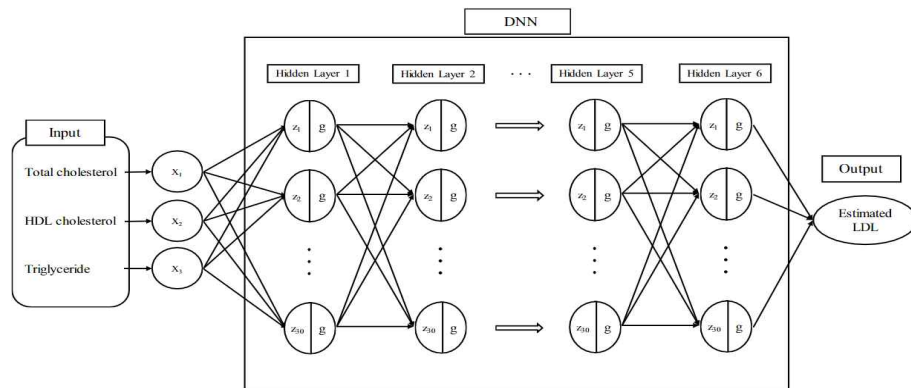 DNN
Hidden Layer 1
Hidden Layer 2
. . .
Hidden Layer 5
Hidden Layer 6
Input
Total cholesterol
HDL cholesterol
Triglyceride
X₁
X₂
X₃
z₁ g
z₂ g
z₃₀ g
z₁ g
z₂ g
z₃₀ g
z₁ g
z₂ g
z₃₀ g
z₁ g
z₂ g
z₃₀ g
Output
Estimated
LDL